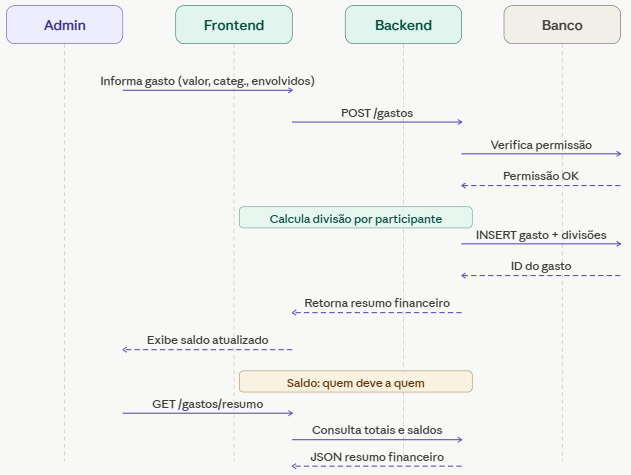 Admin
Frontend
Backend
Banco
Informa gasto (valor, categ., envolvidos)
POST /gastos
Verifica permissão
Permissão OK
Calcula divisão por participante
INSERT gasto + divisões
ID do gasto
Retorna resumo financeiro
Exibe saldo atualizado
Saldo: quem deve a quem
GET /gastos/resumo
Consulta totais e saldos
JSON resumo financeiro